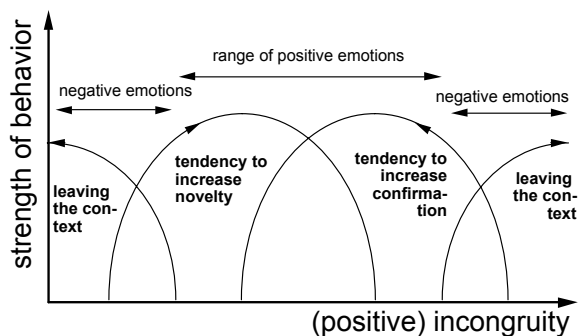 strength of behavior
range of positive emotions
negative emotions
negative emotions
tendency to
increase
novelty
tendency to
increase
confirma-
tion
leaving
the con-
text
leaving
the con-
text
(positive) incongruity